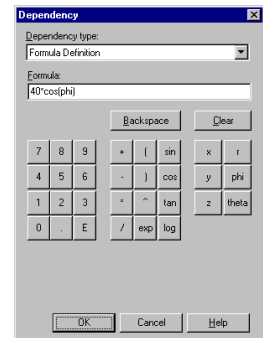 Dependency
Dependency type:
Formula Definition
Formula:
40*cos(phi)
Backspace Clear
7 8 9 + ( sin x r
4 5 6 - ) cos y phi
1 2 3 * ^ tan z theta
0 . E / exp log
OK Cancel Help